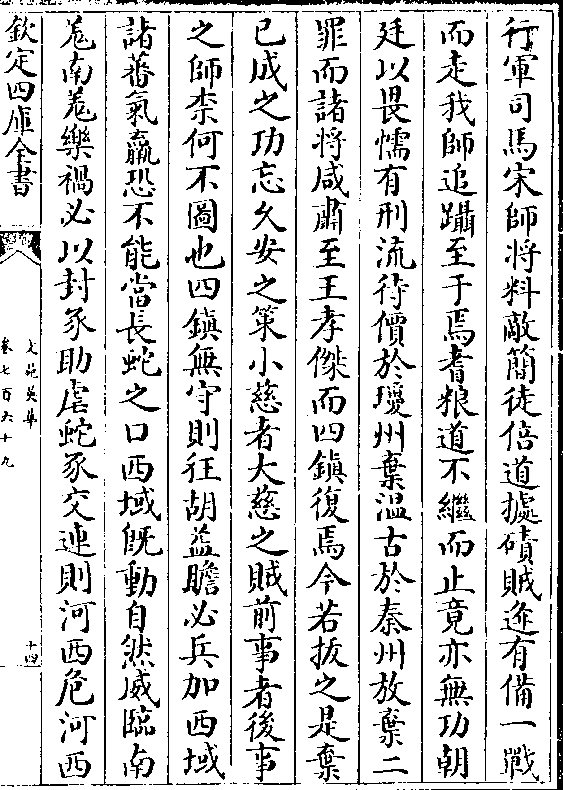 行軍司馬宋師将料敵簡徒倍道據磧賊逆有備一戰
而走我師追躡至于焉耆粮道不繼而止竟亦無功朝
廷以畏懦有刑流待價於瓊州棄温古於秦州放棄二
罪而諸将咸肅至王孝傑而四鎮復焉今若拔之是棄
已成之功忘久安之策小慈者大慈之賊前事者後事
之師柰何不圖也四鎮無守則狂胡益贍必兵加西域
諸蕃氣羸恐不能當長蛇之口西域旣動自然威臨南
羗南羗樂禍必以封豕助虐蛇豕交連則河西危河西
欽定四庫全書
文苑英華
卷七百六十九
十四